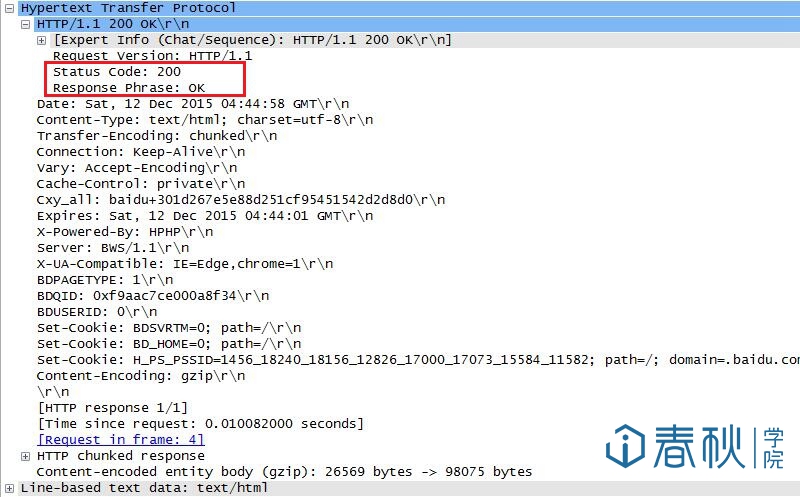 Hypertext Transfer Protocol
HTTP/1.1 200 OK\r\n
[Expert Info (Chat/Sequence): HTTP/1.1 200 OK\r\n]
Request Version: HTTP/1.1
Status Code: 200
Response Phrase: OK
Date: Sat, 12 Dec 2015 04:44:58 GMT\r\n
Content-Type: text/html; charset=utf-8\r\n
Transfer-Encoding: chunked\r\n
Connection: Keep-Alive\r\n
Vary: Accept-Encoding\r\n
Cache-Control: private\r\n
Cxy_all: baidu+301d267e5e88d251cf95451542d2d8d0\r\n
Expires: Sat, 12 Dec 2015 04:44:01 GMT\r\n
X-Powered-By: HPHP\r\n
Server: BWS/1.1\r\n
X-UA-Compatible: IE=Edge,chrome=1\r\n
BDPAGETYPE: 1\r\n
BDQID: 0xf9aac7ce000a8f34\r\n
BDUSERID: 0\r\n
Set-Cookie: BDSVRTM=0; path=/\r\n
Set-Cookie: BD_HOME=0; path=/\r\n
Set-Cookie: H_PS_PSSID=1456_18240_18156_12826_17000_17073_15584_11582; path=/; domain=.baidu.com
Content-Encoding: gzip\r\n
\r\n
[HTTP response 1/1]
[Time since request: 0.010082000 seconds]
[Request in frame: 4]
HTTP chunked response
Content-encoded entity body (gzip): 26569 bytes -> 98075 bytes
Line-based text data: text/html
春秋学院